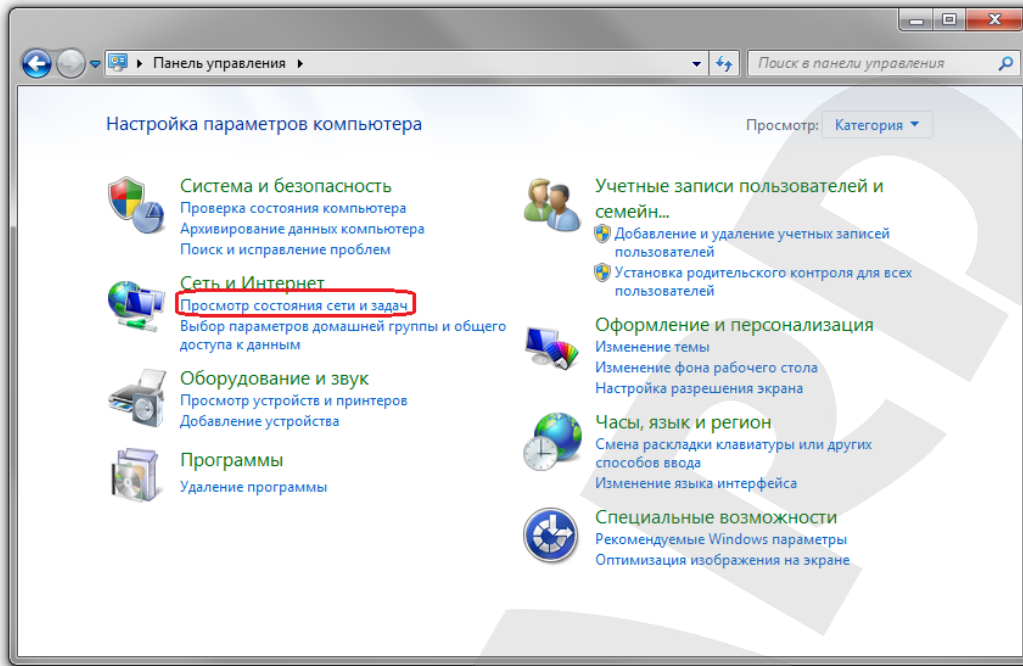 Панель управления
Поиск в панели управления
Настройка параметров компьютера
Просмотр: Категория
Система и безопасность
Проверка состояния компьютера
Архивирование данных компьютера
Поиск и исправление проблем
Сеть и Интернет
Просмотр состояния сети и задач
Выбор параметров домашней группы и общего
доступа к данным
Оборудование и звук
Просмотр устройств и принтеров
Добавление устройства
Программы
Удаление программы
Учетные записи пользователей и
семейн...
Добавление и удаление учетных записей
пользователей
Установка родительского контроля для всех
пользователей
Оформление и персонализация
Изменение темы
Изменение фона рабочего стола
Настройка разрешения экрана
Часы, язык и регион
Смена раскладки клавиатуры или других
способов ввода
Изменение языка интерфейса
Специальные возможности
Рекомендуемые Windows параметры
Оптимизация изображения на экране